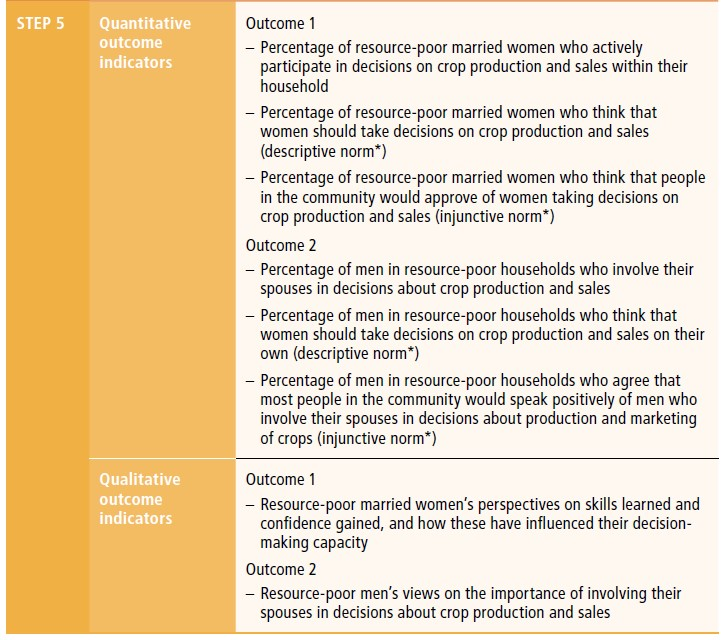 STEP 5
Quantitative
outcome
indicators
Outcome 1
– Percentage of resource-poor married women who actively
participate in decisions on crop production and sales within their
household
– Percentage of resource-poor married women who think that
women should take decisions on crop production and sales
(descriptive norm*)
– Percentage of resource-poor married women who think that people
in the community would approve of women taking decisions on
crop production and sales (injunctive norm*)
Outcome 2
– Percentage of men in resource-poor households who involve their
spouses in decisions about crop production and sales
– Percentage of men in resource-poor households who think that
women should take decisions on crop production and sales on their
own (descriptive norm*)
– Percentage of men in resource-poor households who agree that
most people in the community would speak positively of men who
involve their spouses in decisions about production and marketing
of crops (injunctive norm*)
Qualitative
outcome
indicators
Outcome 1
– Resource-poor married women’s perspectives on skills learned and
confidence gained, and how these have influenced their decision-
making capacity
Outcome 2
– Resource-poor men’s views on the importance of involving their
spouses in decisions about crop production and sales